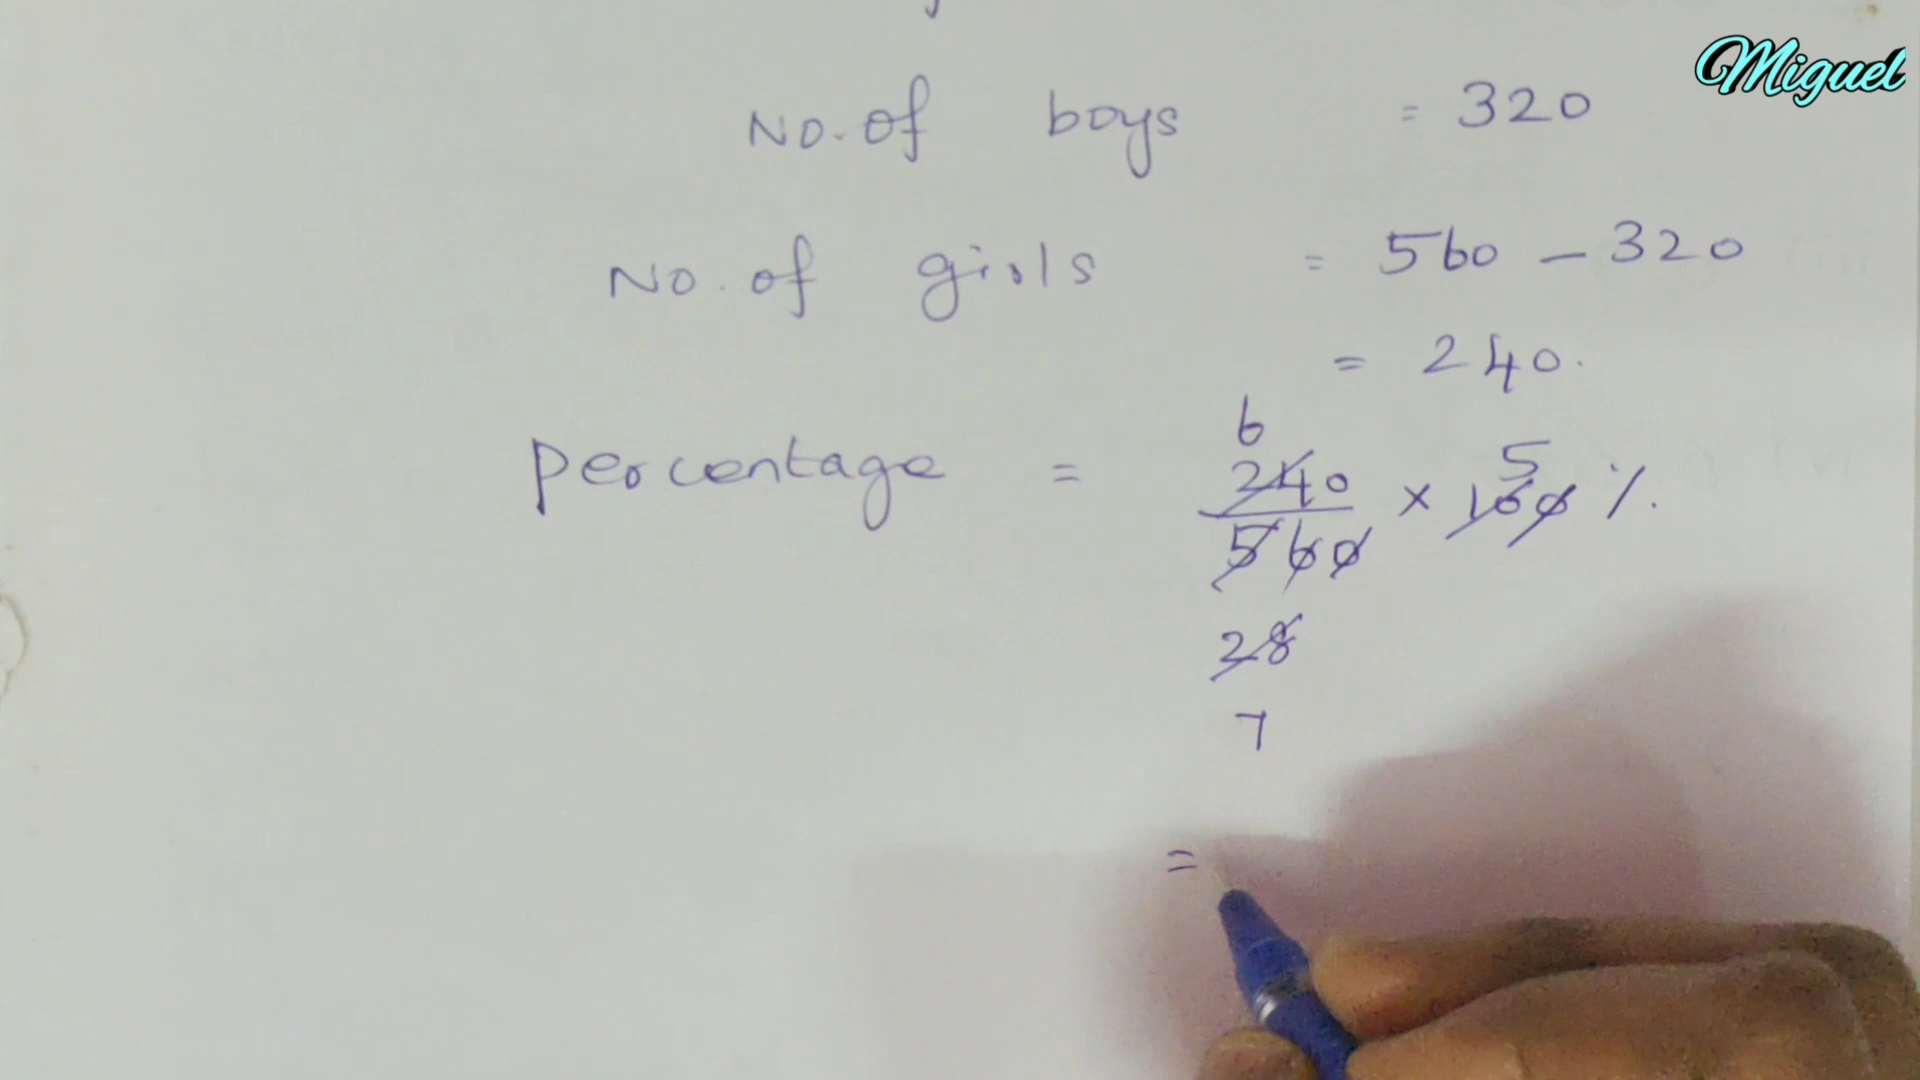 Miguel
No. of boys = 320
No. of girls = 560 - 320
= 240.
6
5
Percentage = 240/560 × 100 %.
28
7
=